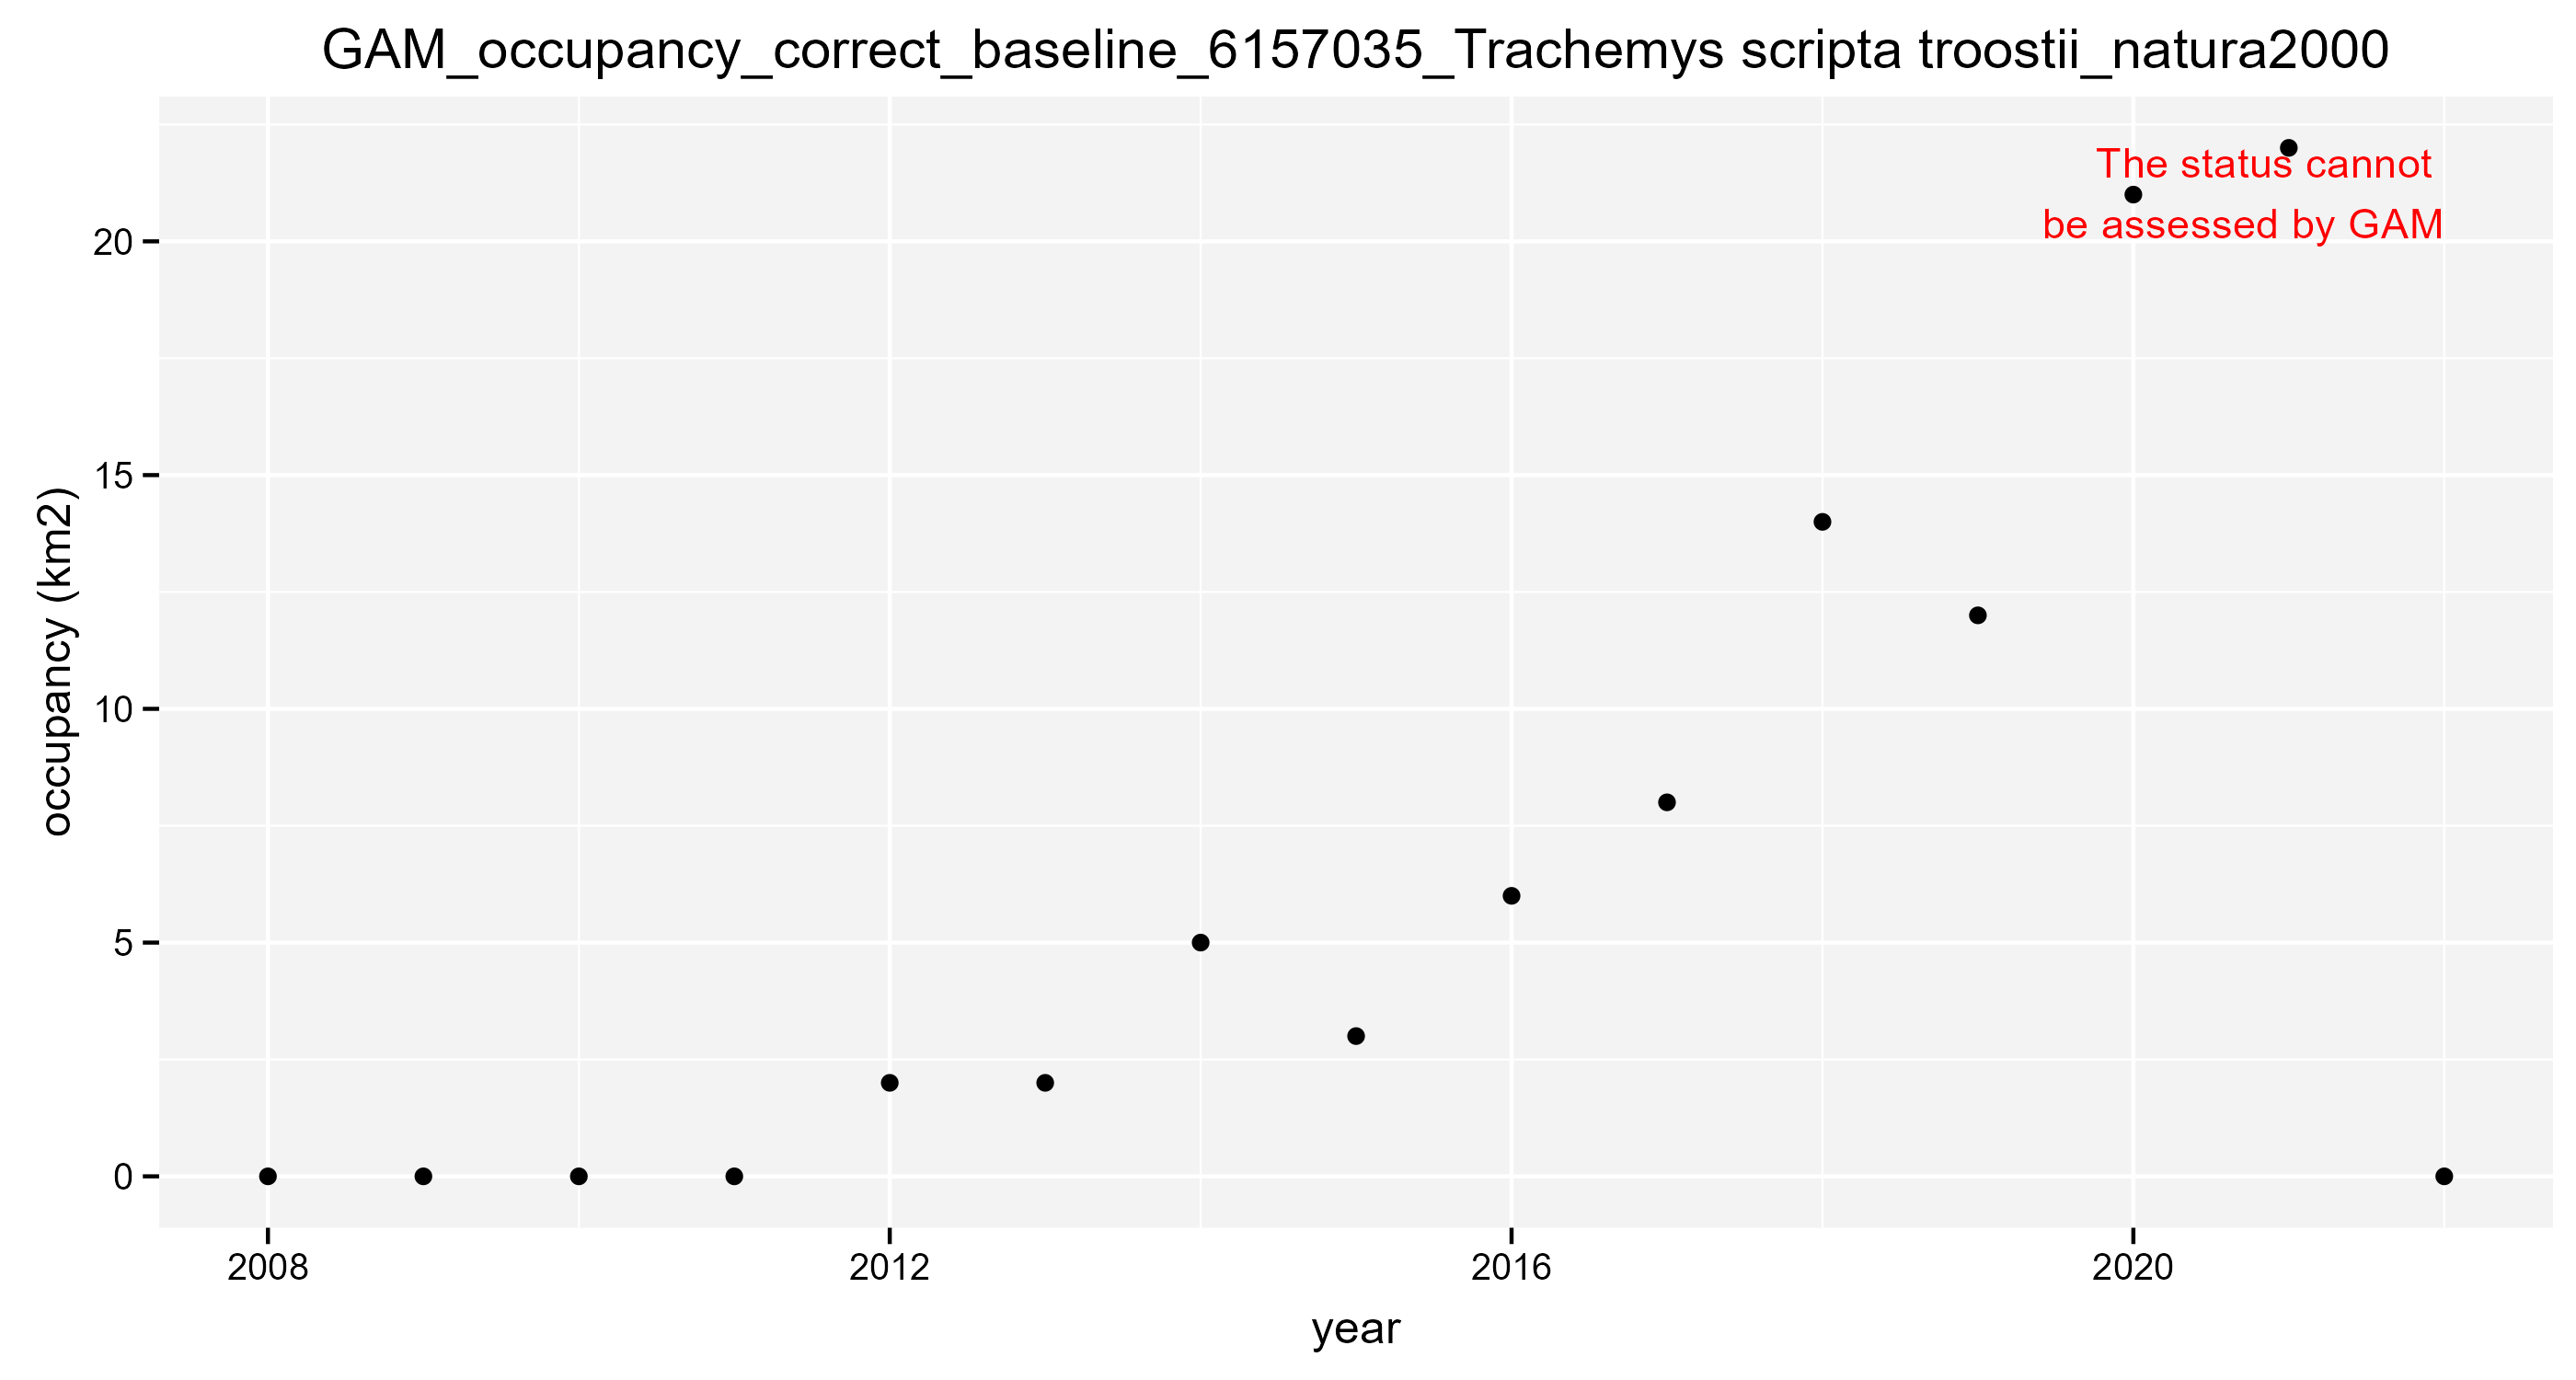 GAM_occupancy_correct_baseline_6157035_Trachemys scripta troostii_natura2000
The status cannot
be assessed by GAM
20
15
10
5
0
occupancy (km2)
2008
2012
2016
2020
year